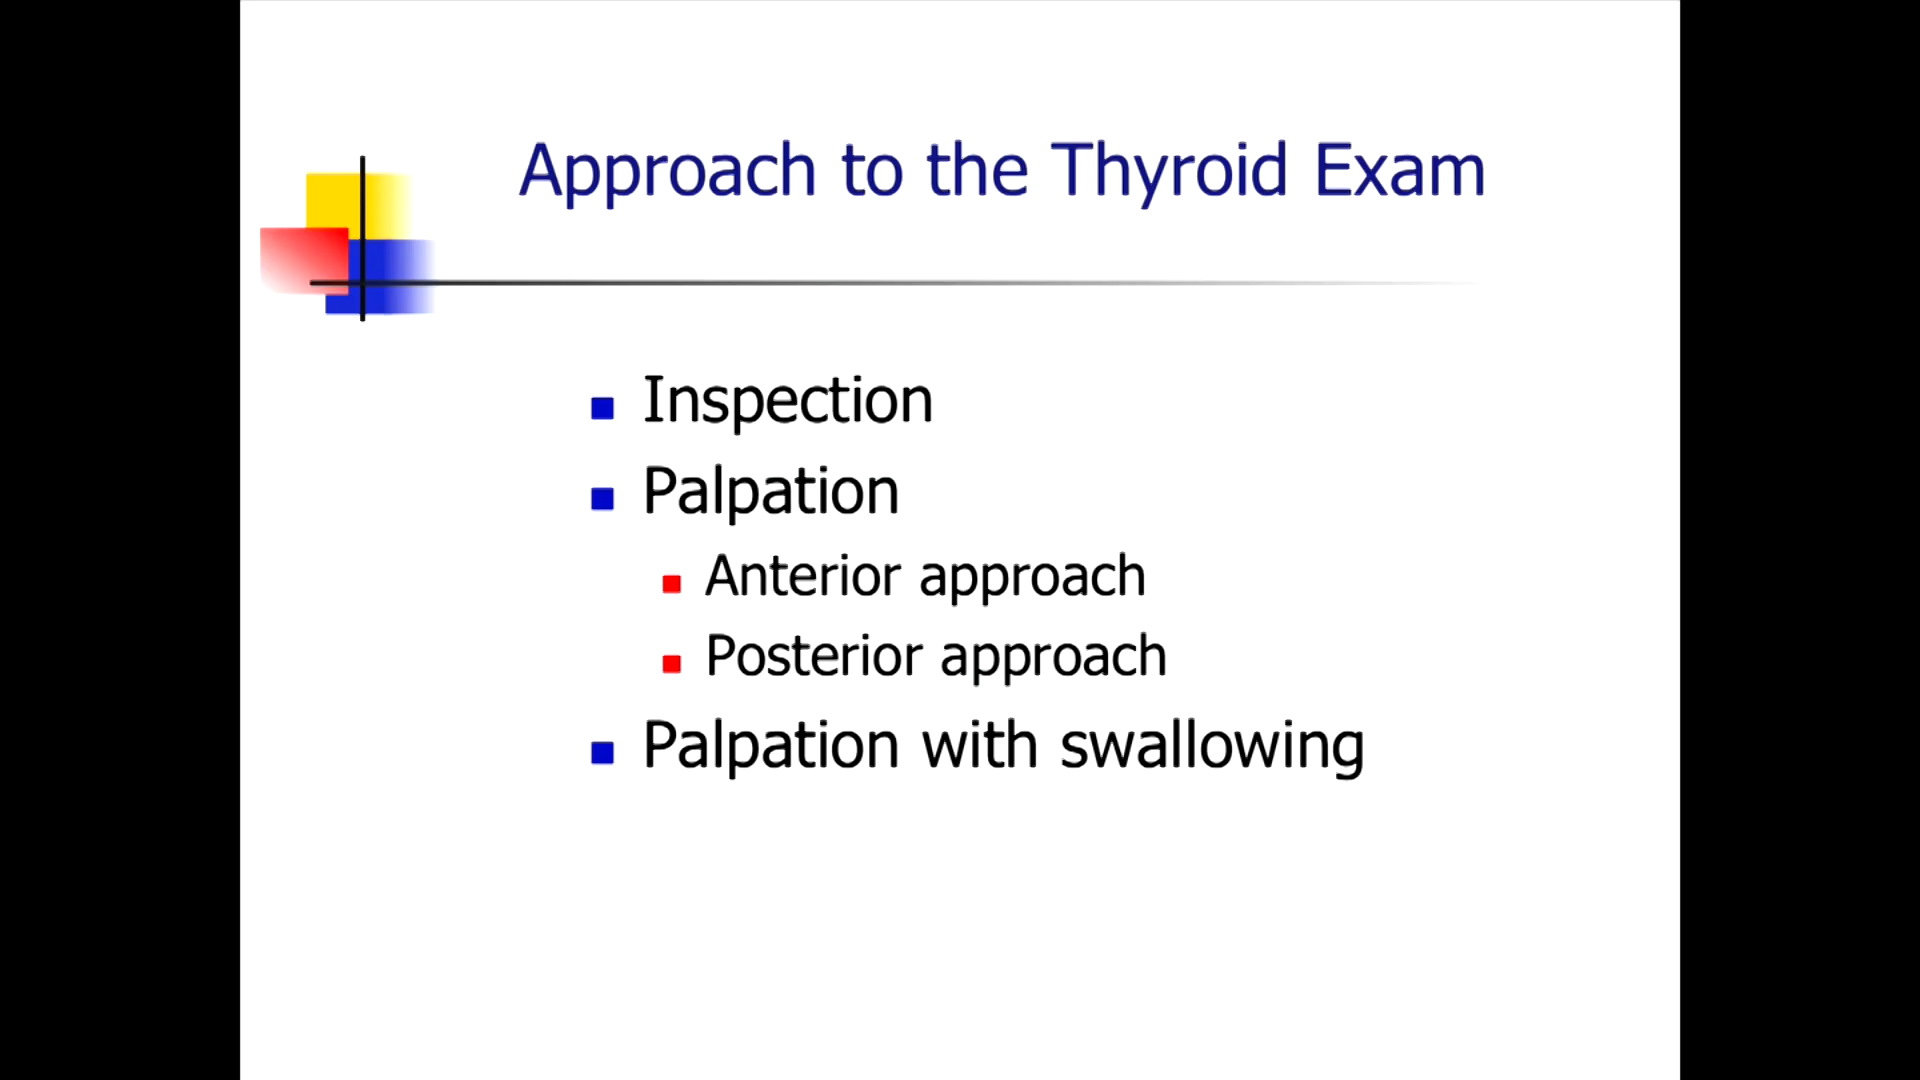 Approach to the Thyroid Exam
Inspection
Palpation
Anterior approach
Posterior approach
Palpation with swallowing